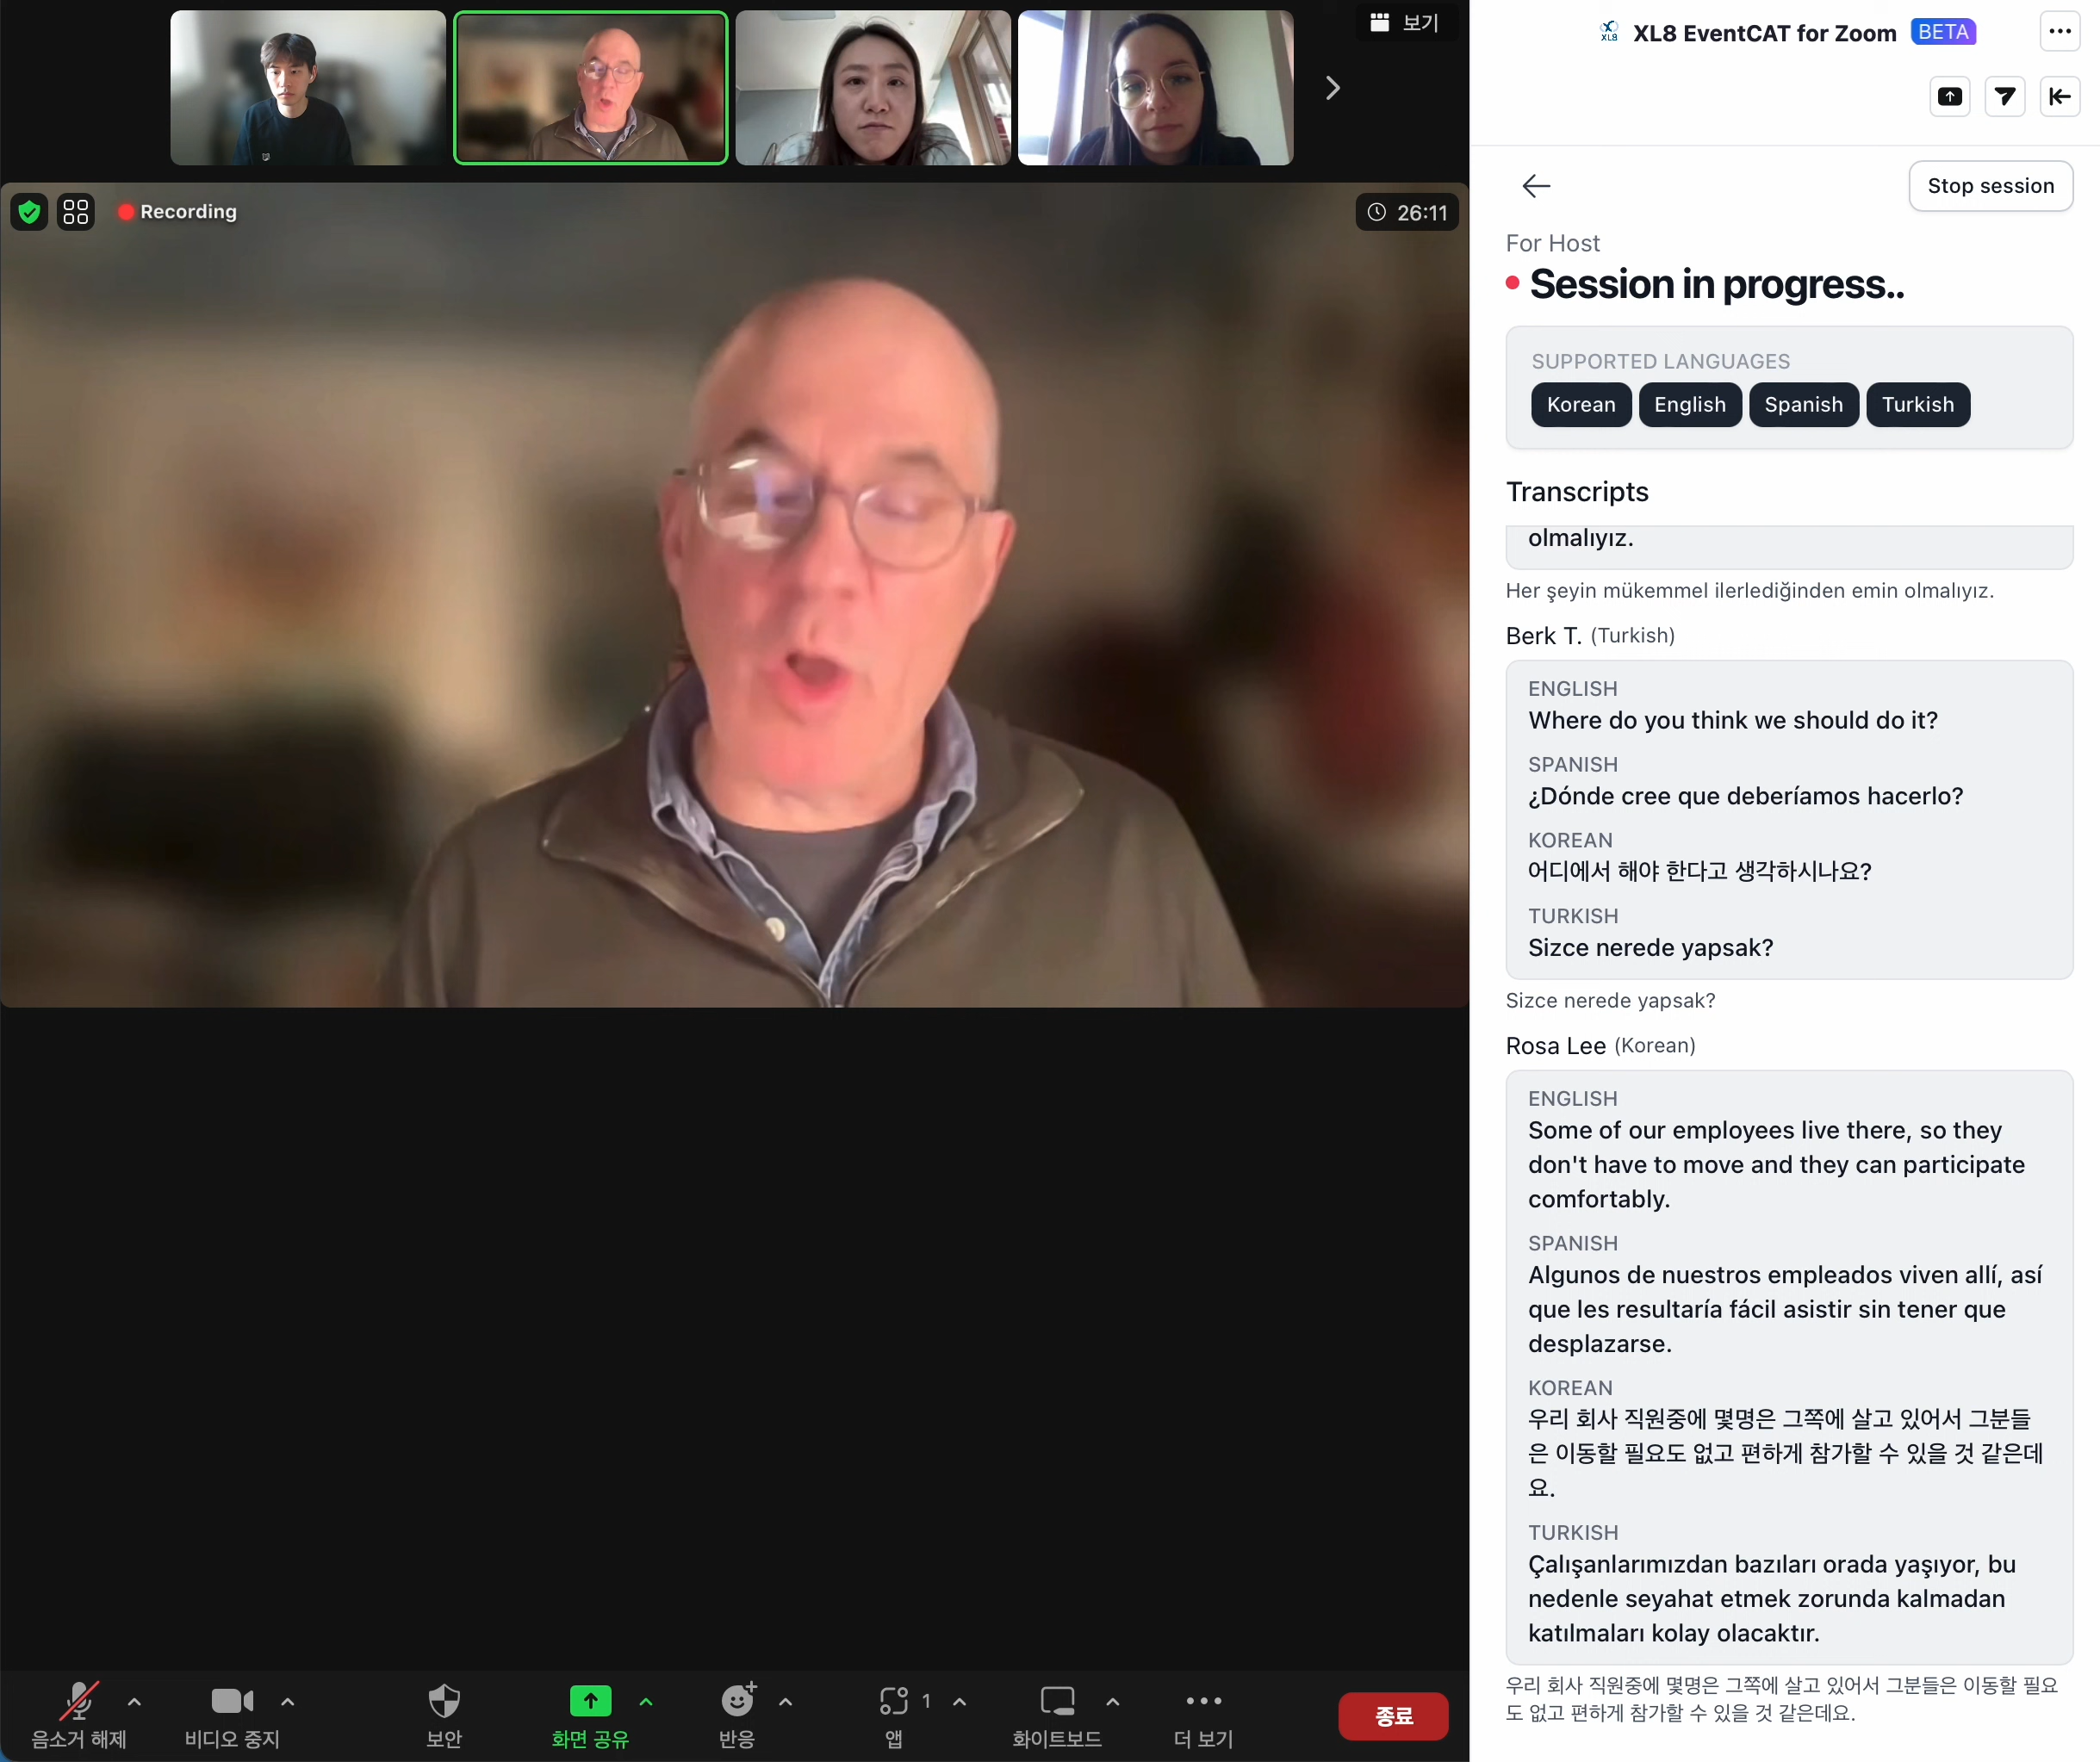 보기
Recording
26:11
음소거 해제
비디오 중지
보안
화면 공유
반응
1
앱
화이트보드
더 보기
종료
XL8
XL8 EventCAT for Zoom BETA
Stop session
For Host
Session in progress..
SUPPORTED LANGUAGES
Korean English Spanish Turkish
Transcripts
olmalıyız.
Her şeyin mükemmel ilerlediğinden emin olmalıyız.
Berk T. (Turkish)
ENGLISH
Where do you think we should do it?
SPANISH
¿Dónde cree que deberíamos hacerlo?
KOREAN
어디에서 해야 한다고 생각하시나요?
TURKISH
Sizce nerede yapsak?
Sizce nerede yapsak?
Rosa Lee (Korean)
ENGLISH
Some of our employees live there, so they
don't have to move and they can participate
comfortably.
SPANISH
Algunos de nuestros empleados viven allí, así
que les resultaría fácil asistir sin tener que
desplazarse.
KOREAN
우리 회사 직원중에 몇명은 그쪽에 살고 있어서 그분들
은 이동할 필요도 없고 편하게 참가할 수 있을 것 같은데
요.
TURKISH
Çalışanlarımızdan bazıları orada yaşıyor, bu
nedenle seyahat etmek zorunda kalmadan
katılmaları kolay olacaktır.
우리 회사 직원중에 몇명은 그쪽에 살고 있어서 그분들은 이동할 필요
도 없고 편하게 참가할 수 있을 것 같은데요.